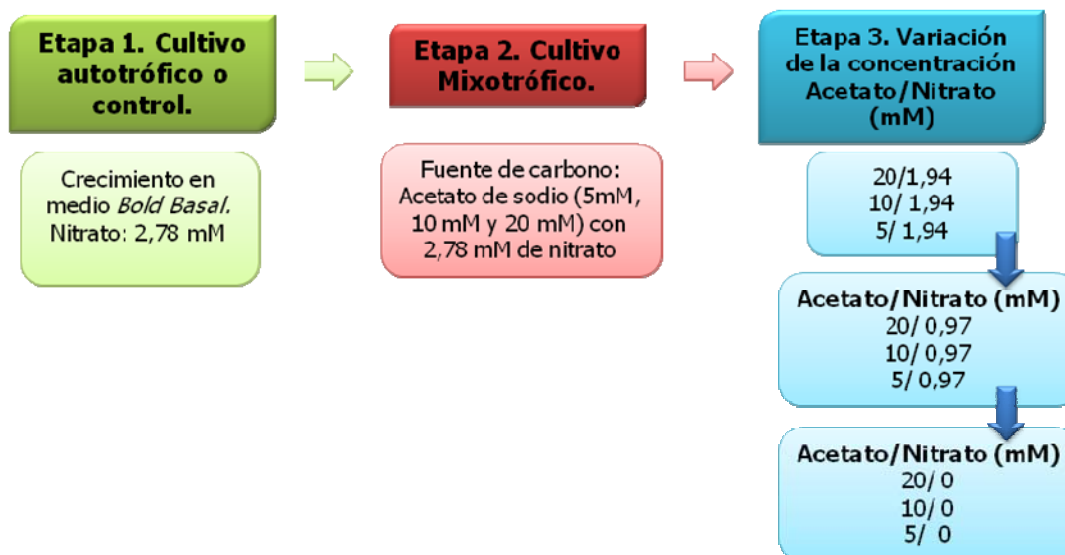 Etapa 1. Cultivo
autotrófico o
control.
Crecimiento en
medio Bold Basal.
Nitrato: 2,78 mM
Etapa 2. Cultivo
Mixotrófico.
Fuente de carbono:
Acetato de sodio (5mM,
10 mM y 20 mM) con
2,78 mM de nitrato
Etapa 3. Variación
de la concentración
Acetato/Nitrato
(mM)
20/1,94
10/ 1,94
5/ 1,94
Acetato/Nitrato (mM)
20/ 0,97
10/ 0,97
5/ 0,97
Acetato/Nitrato (mM)
20/ 0
10/ 0
5/ 0